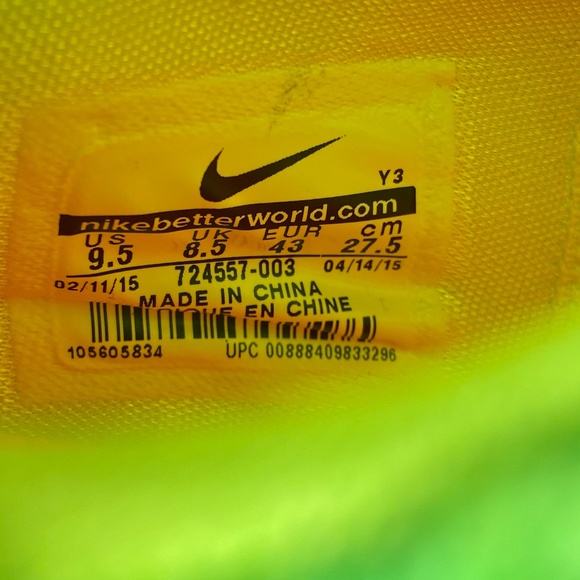 Y3
nikebetterworld.com
US UK EUR cm
9.5 8.5 43 27.5
02/11/15 724557-003 04/14/15
MADE IN CHINA
EN CHINE
105605834 UPC 00888409833296